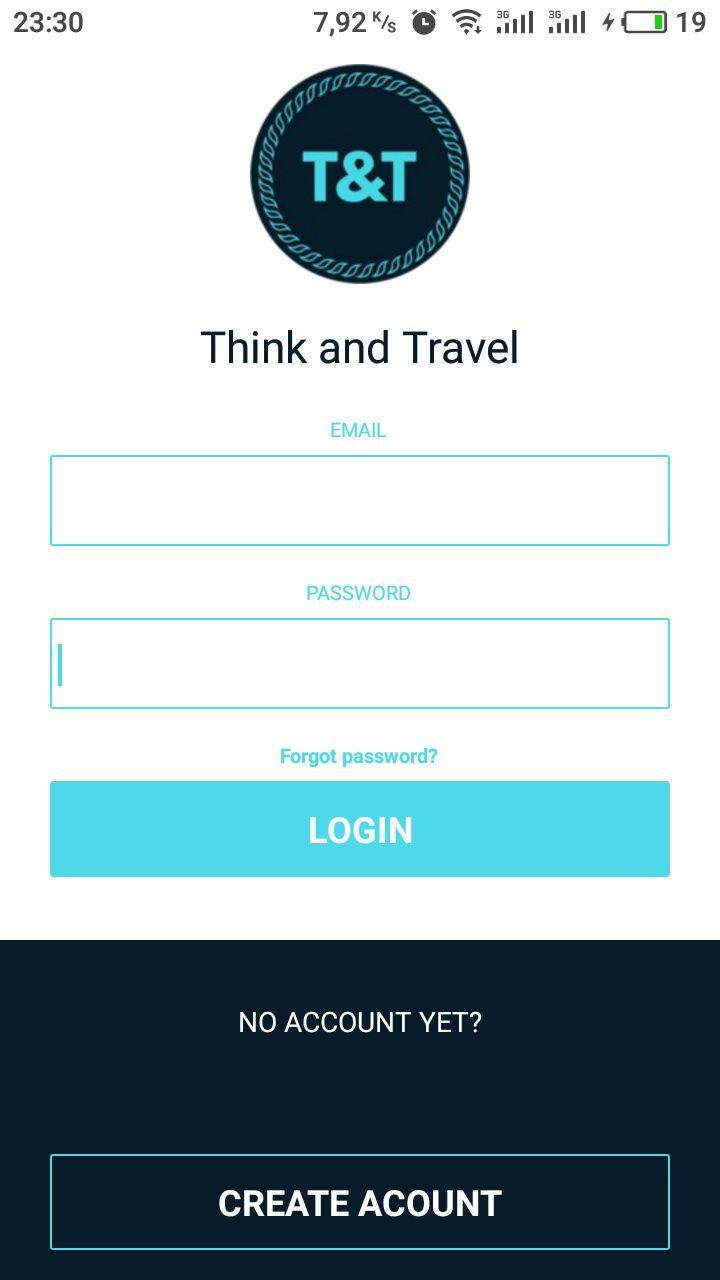 23:30 7,92 K/s 3G 3G 19
T&T
Think and Travel
EMAIL
PASSWORD
Forgot password?
LOGIN
NO ACCOUNT YET?
CREATE ACOUNT